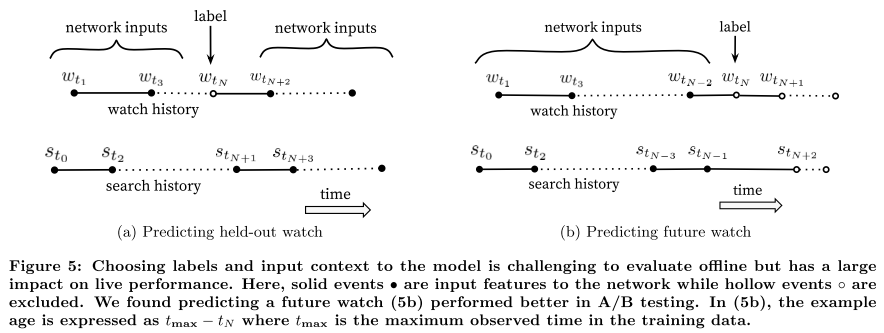 network inputs label network inputs
w_{t_1} w_{t_3} w_{t_N} w_{t_{N+2}}
watch history
s_{t_0} s_{t_2} s_{t_{N+1}} s_{t_{N+3}}
search history
time
(a) Predicting held-out watch
network inputs
label
w_{t_1} w_{t_3} w_{t_{N-2}} w_{t_N} w_{t_{N+1}}
watch history
s_{t_0} s_{t_2} s_{t_{N-3}} s_{t_{N-1}} s_{t_{N+2}}
search history
time
(b) Predicting future watch
Figure 5: Choosing labels and input context to the model is challenging to evaluate offline but has a large
impact on live performance. Here, solid events • are input features to the network while hollow events ◦ are
excluded. We found predicting a future watch (5b) performed better in A/B testing. In (5b), the example
age is expressed as t_{max} − t_N where t_{max} is the maximum observed time in the training data.